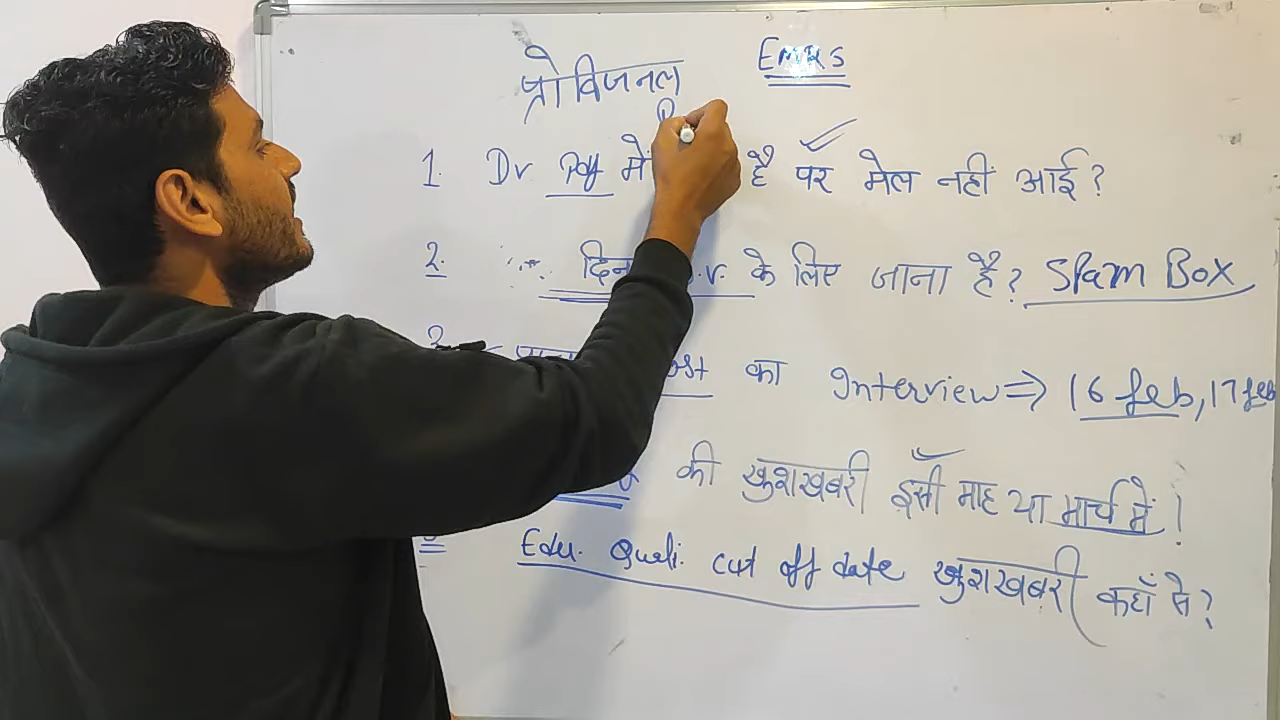 प्रोविजनल EMRS
1. Dv Pdf में है पर मेल नहीं आई?
2. दिन .v. के लिए जाना है? Spam Box
3 का Interview ⇒ 16 feb, 17 feb
की खुशखबरी इसी माह या मार्च में!
Edu. Quali. cut off date खुशखबरी कहाँ से?